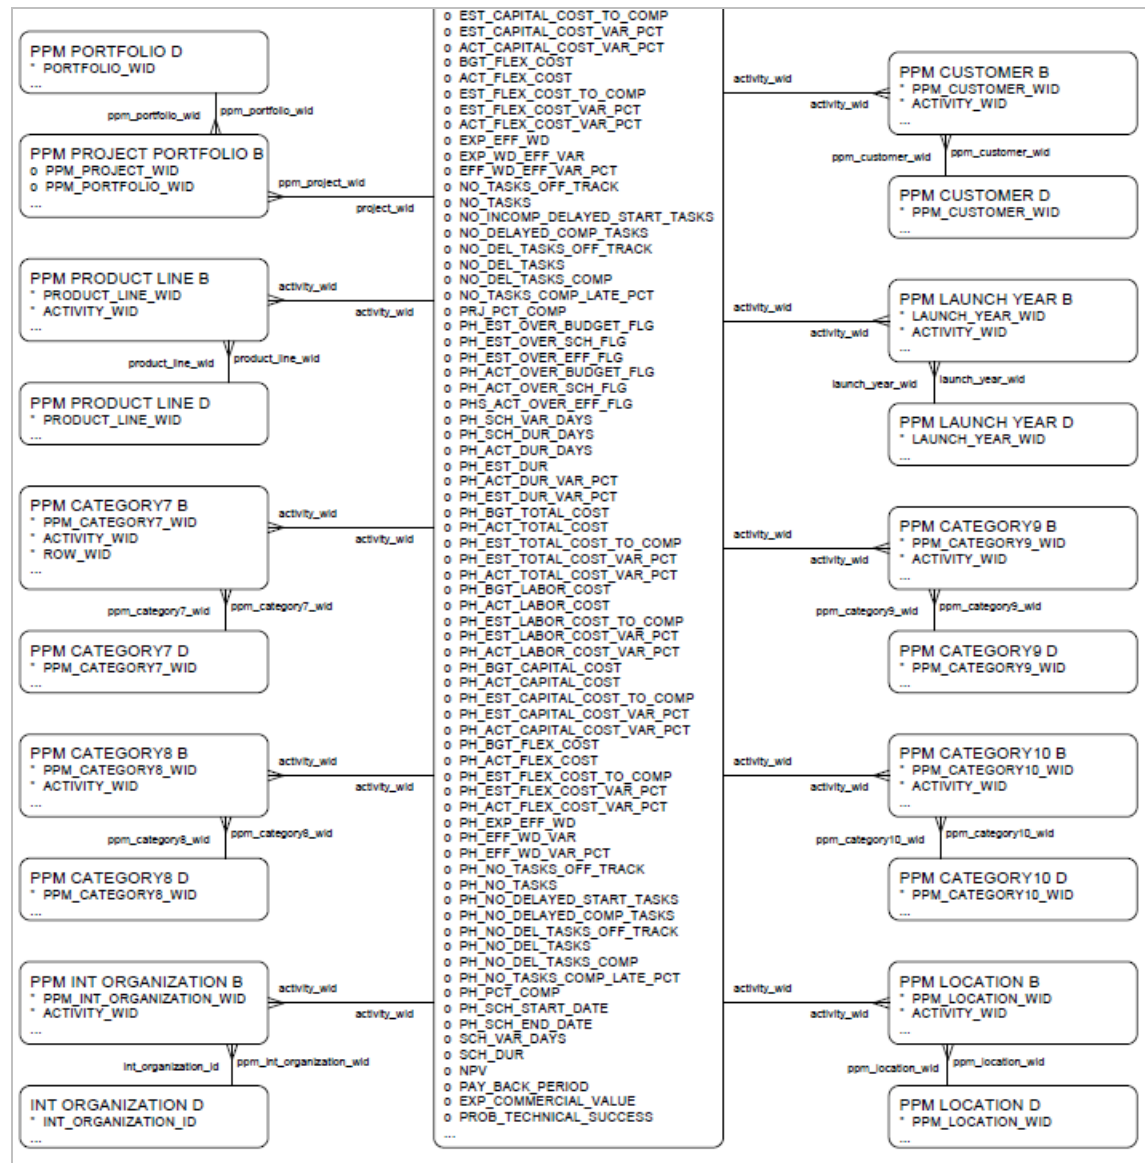 PPM PORTFOLIO D
* PORTFOLIO_WID
...
ppm_portfolio_wid
ppm_portfolio_wid
PPM PROJECT PORTFOLIO B
o PPM_PROJECT_WID
o PPM_PORTFOLIO_WID
...
ppm_project_wid
project_wid
PPM PRODUCT LINE B
* PRODUCT_LINE_WID
* ACTIVITY_WID
...
activity_wid
activity_wid
product_line_wid
product_line_wid
PPM PRODUCT LINE D
* PRODUCT_LINE_WID
...
PPM CATEGORY7 B
* PPM_CATEGORY7_WID
* ACTIVITY_WID
* ROW_WID
...
activity_wid
activity_wid
ppm_category7_wid
ppm_category7_wid
PPM CATEGORY7 D
* PPM_CATEGORY7_WID
...
PPM CATEGORY8 B
* PPM_CATEGORY8_WID
* ACTIVITY_WID
...
activity_wid
activity_wid
ppm_category8_wid
ppm_category8_wid
PPM CATEGORY8 D
* PPM_CATEGORY8_WID
...
PPM INT ORGANIZATION B
* PPM_INT_ORGANIZATION_WID
* ACTIVITY_WID
...
activity_wid
activity_wid
int_organization_id
ppm_int_organization_wid
INT ORGANIZATION D
* INT_ORGANIZATION_ID
...
o EST_CAPITAL_COST_TO_COMP
o EST_CAPITAL_COST_VAR_PCT
o ACT_CAPITAL_COST_VAR_PCT
o BGT_FLEX_COST
o ACT_FLEX_COST
o EST_FLEX_COST_TO_COMP
o EST_FLEX_COST_VAR_PCT
o ACT_FLEX_COST_VAR_PCT
o EXP_EFF_WD
o EXP_WD_EFF_VAR
o EFF_WD_EFF_VAR_PCT
o NO_TASKS_OFF_TRACK
o NO_TASKS
o NO_INCOMP_DELAYED_START_TASKS
o NO_DELAYED_COMP_TASKS
o NO_DEL_TASKS_OFF_TRACK
o NO_DEL_TASKS
o NO_DEL_TASKS_COMP
o NO_TASKS_COMP_LATE_PCT
o PRJ_PCT_COMP
o PH_EST_OVER_BUDGET_FLG
o PH_EST_OVER_SCH_FLG
o PH_EST_OVER_EFF_FLG
o PH_ACT_OVER_BUDGET_FLG
o PH_ACT_OVER_SCH_FLG
o PHS_ACT_OVER_EFF_FLG
o PH_SCH_VAR_DAYS
o PH_SCH_DUR_DAYS
o PH_ACT_DUR_DAYS
o PH_EST_DUR
o PH_ACT_DUR_VAR_PCT
o PH_EST_DUR_VAR_PCT
o PH_BGT_TOTAL_COST
o PH_ACT_TOTAL_COST
o PH_EST_TOTAL_COST_TO_COMP
o PH_EST_TOTAL_COST_VAR_PCT
o PH_ACT_TOTAL_COST_VAR_PCT
o PH_BGT_LABOR_COST
o PH_ACT_LABOR_COST
o PH_EST_LABOR_COST_TO_COMP
o PH_EST_LABOR_COST_VAR_PCT
o PH_ACT_LABOR_COST_VAR_PCT
o PH_BGT_CAPITAL_COST
o PH_ACT_CAPITAL_COST
o PH_EST_CAPITAL_COST_TO_COMP
o PH_EST_CAPITAL_COST_VAR_PCT
o PH_ACT_CAPITAL_COST_VAR_PCT
o PH_BGT_FLEX_COST
o PH_ACT_FLEX_COST
o PH_EST_FLEX_COST_TO_COMP
o PH_EST_FLEX_COST_VAR_PCT
o PH_ACT_FLEX_COST_VAR_PCT
o PH_EXP_EFF_WD
o PH_EFF_WD_VAR
o PH_EFF_WD_VAR_PCT
o PH_NO_TASKS_OFF_TRACK
o PH_NO_TASKS
o PH_NO_DELAYED_START_TASKS
o PH_NO_DELAYED_COMP_TASKS
o PH_NO_DEL_TASKS_OFF_TRACK
o PH_NO_DEL_TASKS
o PH_NO_DEL_TASKS_COMP
o PH_NO_TASKS_COMP_LATE_PCT
o PH_PCT_COMP
o PH_SCH_START_DATE
o PH_SCH_END_DATE
o SCH_VAR_DAYS
o SCH_DUR
o NPV
o PAY_BACK_PERIOD
o EXP_COMMERCIAL_VALUE
o PROB_TECHNICAL_SUCCESS
...
activity_wid
activity_wid
PPM CUSTOMER B
* PPM_CUSTOMER_WID
* ACTIVITY_WID
...
ppm_customer_wid
ppm_customer_wid
PPM CUSTOMER D
* PPM_CUSTOMER_WID
...
activity_wid
activity_wid
PPM LAUNCH YEAR B
* LAUNCH_YEAR_WID
* ACTIVITY_WID
...
launch_year_wid
launch_year_wid
PPM LAUNCH YEAR D
* LAUNCH_YEAR_WID
...
activity_wid
activity_wid
PPM CATEGORY9 B
* PPM_CATEGORY9_WID
* ACTIVITY_WID
...
ppm_category9_wid
ppm_category9_wid
PPM CATEGORY9 D
* PPM_CATEGORY9_WID
...
activity_wid
activity_wid
PPM CATEGORY10 B
* PPM_CATEGORY10_WID
* ACTIVITY_WID
...
ppm_category10_wid
ppm_category10_wid
PPM CATEGORY10 D
* PPM_CATEGORY10_WID
...
activity_wid
activity_wid
PPM LOCATION B
* PPM_LOCATION_WID
* ACTIVITY_WID
...
ppm_location_wid
ppm_location_wid
PPM LOCATION D
* PPM_LOCATION_WID
...